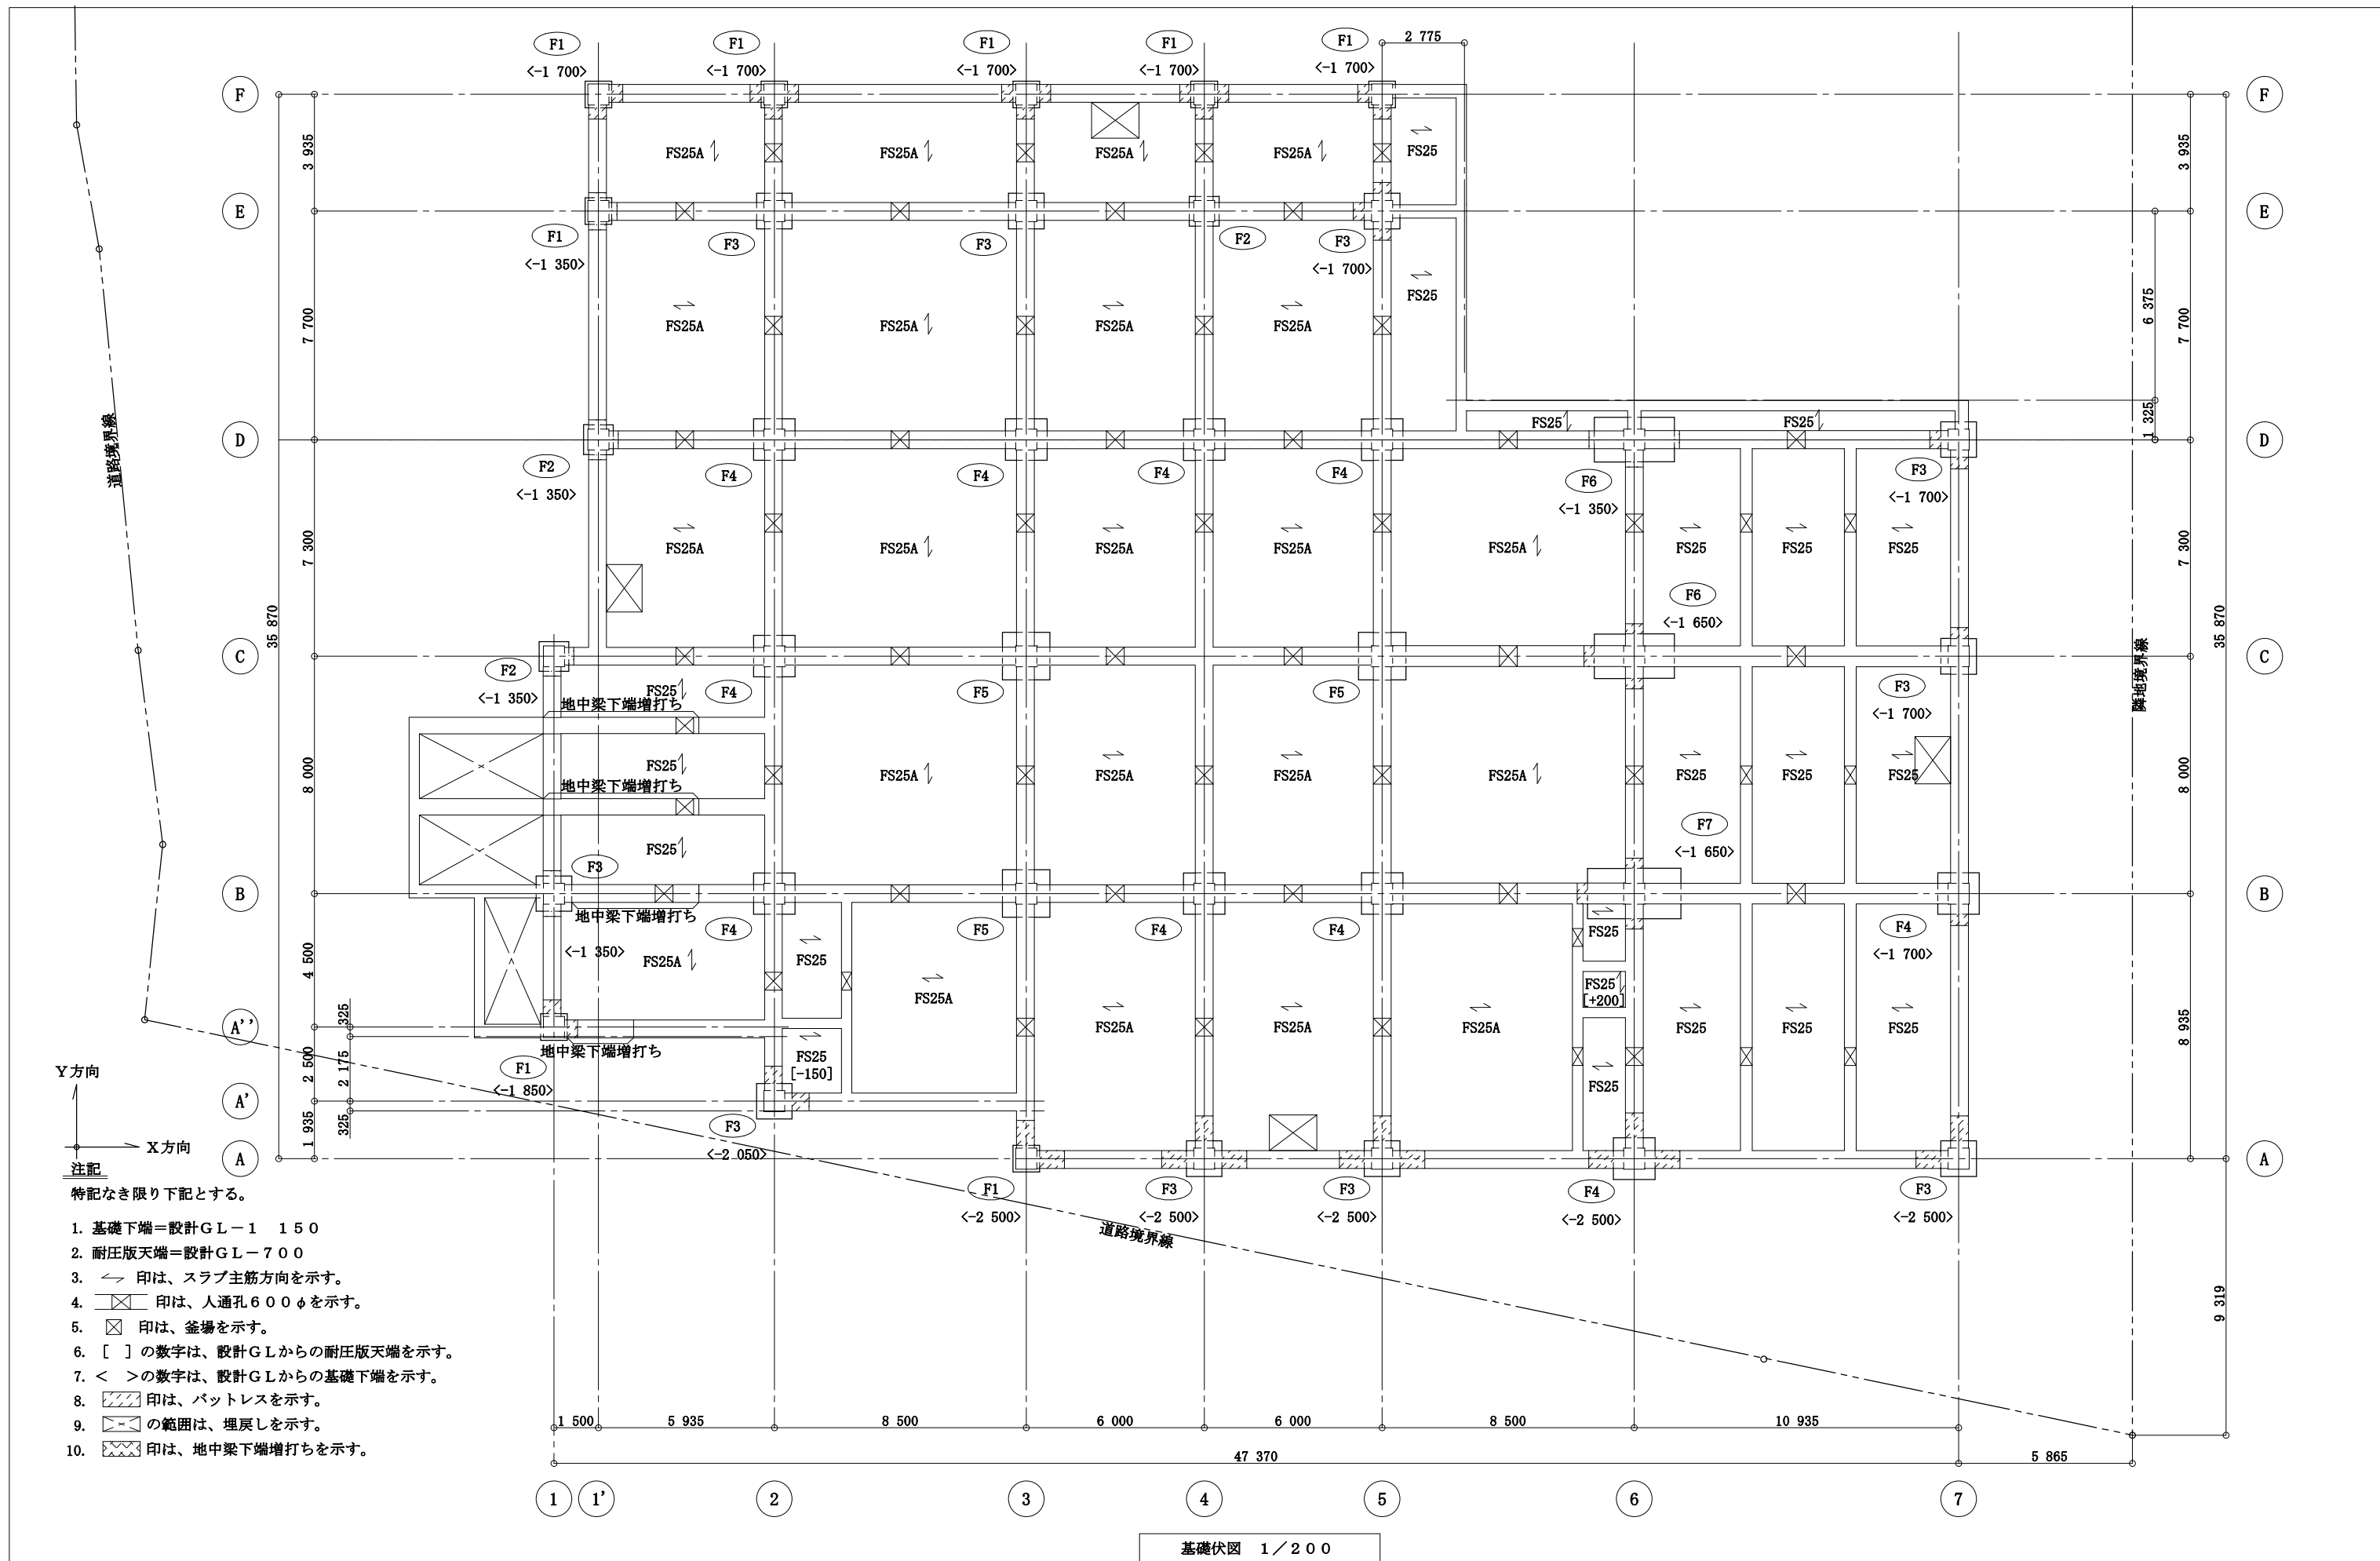 F1 F1 F1 F1 F1
<-1 700> <-1 700> <-1 700> <-1 700> <-1 700>
2 775
F F
3 935 3 935
FS25A FS25A FS25A FS25A FS25
E E
F1 F3 F3 F2 F3
<-1 350> <-1 700>
FS25
7 700 6 375 7 700
FS25A FS25A FS25A FS25A
道路境界線
1 325
FS25 FS25
D D
F2 F4 F4 F4 F4 F6 F3
<-1 350> <-1 350> <-1 700>
7 300 7 300
FS25A FS25A FS25A FS25A FS25A FS25 FS25 FS25
F6
<-1 650>
35 870 35 870
C C
隣地境界線
F2 F4 F5 F5 F3
<-1 350> <-1 700>
FS25
地中梁下端増打ち
FS25
8 000 8 000
FS25A FS25A FS25A FS25A FS25 FS25 FS25
地中梁下端増打ち
F7
<-1 650>
FS25
F3
B B
地中梁下端増打ち
F4 F5 F4 F4 F4
<-1 350> <-1 700>
FS25A FS25 FS25
4 500
FS25A
FS25
[+200]
8 935
A'' 325
FS25A FS25A FS25A FS25 FS25 FS25
地中梁下端増打ち
FS25
[-150]
FS25
F1
<-1 850>
2 500 2 175
Y方向
A'
F3
<-2 050>
1 935 325
X方向
A A
F1 F3 F3 F4 F3
<-2 500> <-2 500> <-2 500> <-2 500> <-2 500>
道路境界線
注記
特記なき限り下記とする。
1. 基礎下端=設計GL-1 150
2. 耐圧版天端=設計GL-700
3. 印は、スラブ主筋方向を示す。
4. 印は、人通孔600φを示す。
5. 印は、釜場を示す。
6. [ ]の数字は、設計GLからの耐圧版天端を示す。
7. < >の数字は、設計GLからの基礎下端を示す。
8. 印は、バットレスを示す。
9. の範囲は、埋戻しを示す。
10. 印は、地中梁下端増打ちを示す。
9 319
1 500 5 935 8 500 6 000 6 000 8 500 10 935
47 370 5 865
1 1' 2 3 4 5 6 7
基礎伏図 1/200